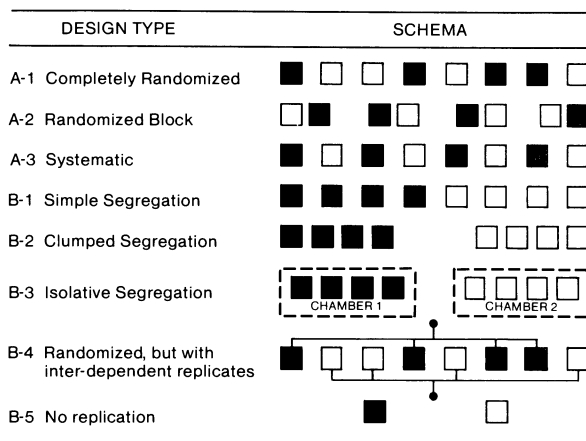 DESIGN TYPE SCHEMA
A-1 Completely Randomized
A-2 Randomized Block
A-3 Systematic
B-1 Simple Segregation
B-2 Clumped Segregation
B-3 Isolative Segregation
CHAMBER 1 CHAMBER 2
B-4 Randomized, but with
inter-dependent replicates
B-5 No replication